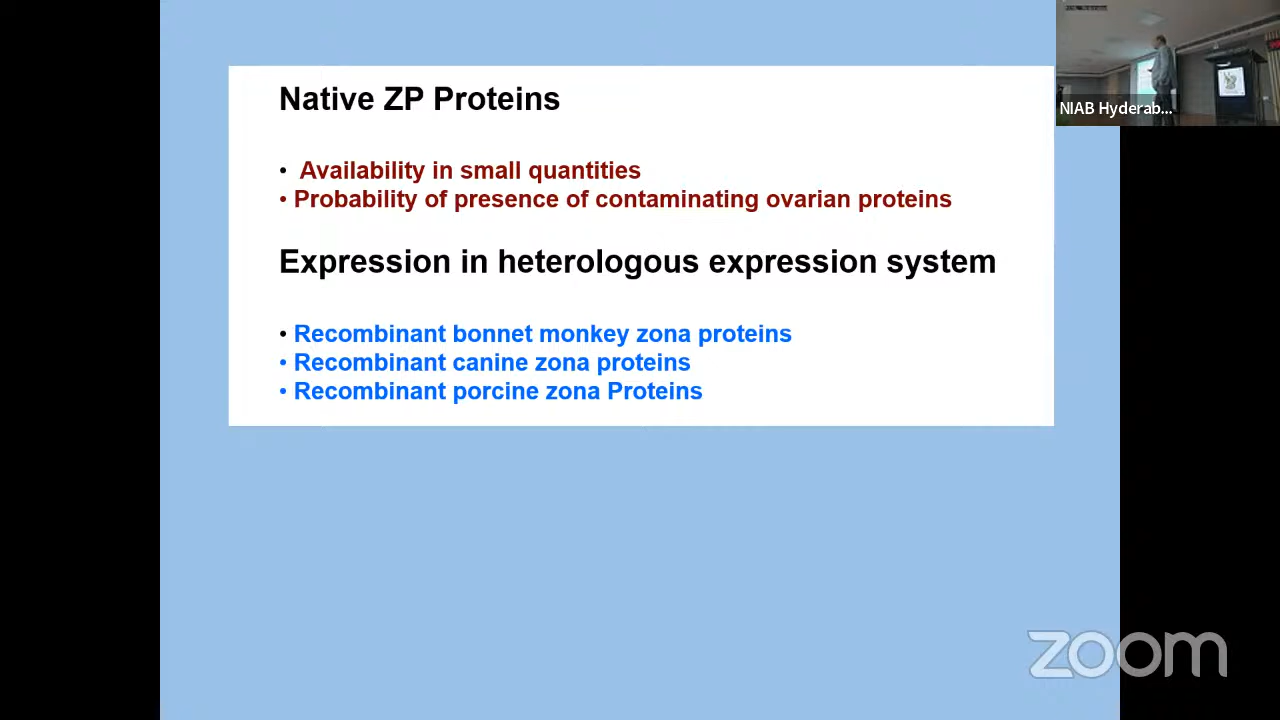 Native ZP Proteins
• Availability in small quantities
• Probability of presence of contaminating ovarian proteins
Expression in heterologous expression system
• Recombinant bonnet monkey zona proteins
• Recombinant canine zona proteins
• Recombinant porcine zona Proteins
NIAB Hyderab...
zoom